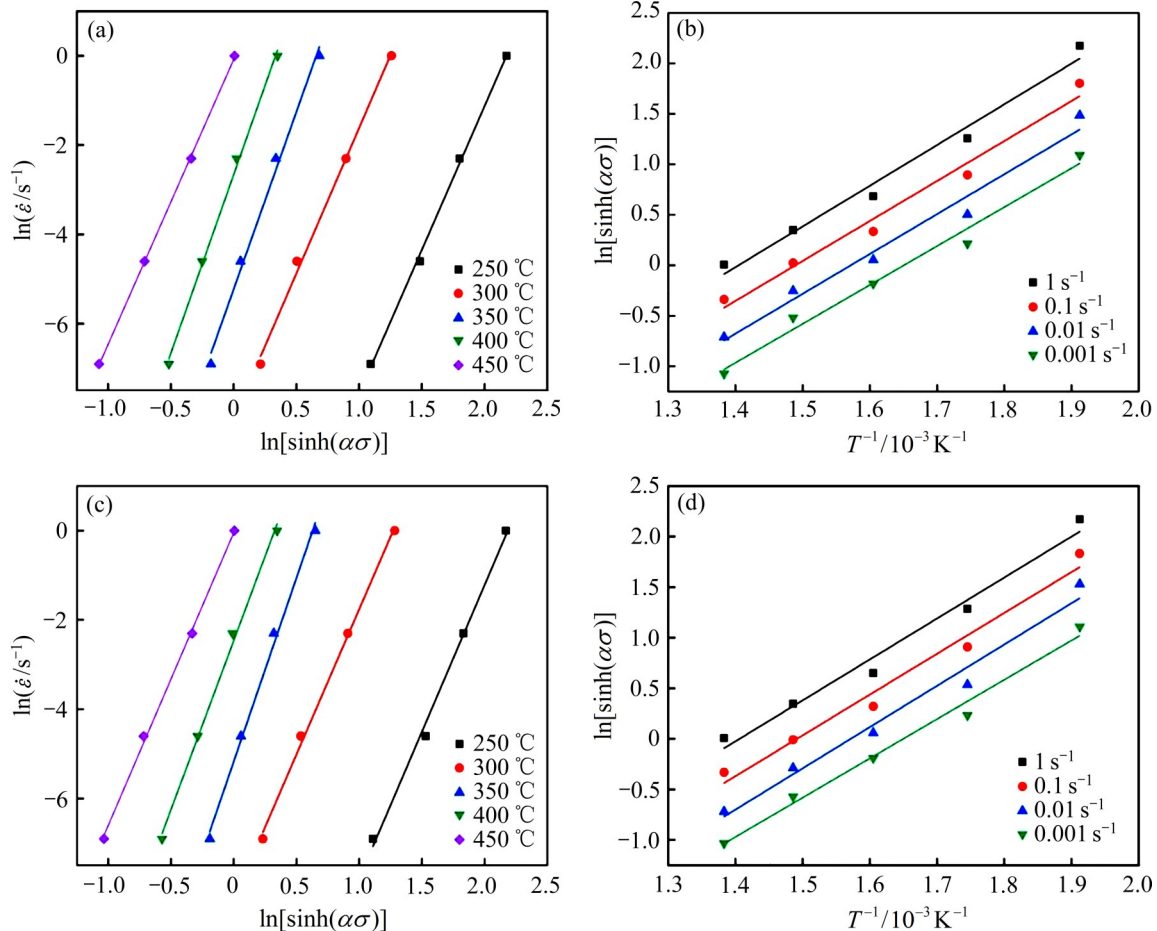 (a)
ln(ε̇/s⁻¹)
0
−2
−4
−6
250 ℃
300 ℃
350 ℃
400 ℃
450 ℃
−1.0 −0.5 0 0.5 1.0 1.5 2.0 2.5
ln[sinh(ασ)]
(b)
ln[sinh(ασ)]
2.5
2.0
1.5
1.0
0.5
0
−0.5
−1.0
1 s⁻¹
0.1 s⁻¹
0.01 s⁻¹
0.001 s⁻¹
1.3 1.4 1.5 1.6 1.7 1.8 1.9 2.0
T⁻¹/10⁻³ K⁻¹
(c)
ln(ε̇/s⁻¹)
0
−2
−4
−6
250 ℃
300 ℃
350 ℃
400 ℃
450 ℃
−1.0 −0.5 0 0.5 1.0 1.5 2.0 2.5
ln[sinh(ασ)]
(d)
ln[sinh(ασ)]
2.5
2.0
1.5
1.0
0.5
0
−0.5
−1.0
1 s⁻¹
0.1 s⁻¹
0.01 s⁻¹
0.001 s⁻¹
1.3 1.4 1.5 1.6 1.7 1.8 1.9 2.0
T⁻¹/10⁻³ K⁻¹